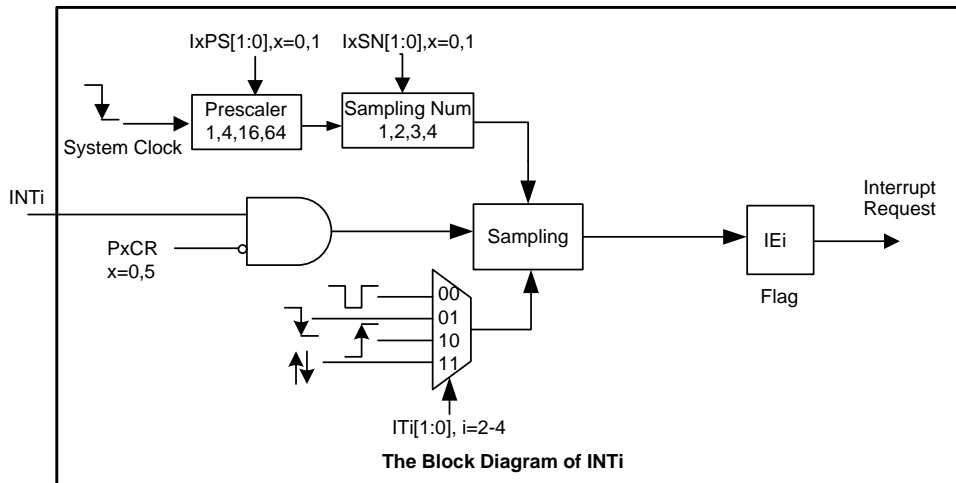 IxPS[1:0],x=0,1
IxSN[1:0],x=0,1
Prescaler
1,4,16,64
Sampling Num
1,2,3,4
System Clock
INTi
PxCR
x=0,5
Sampling
IEi
Flag
Interrupt
Request
00
01
10
11
ITi[1:0], i=2-4
The Block Diagram of INTi